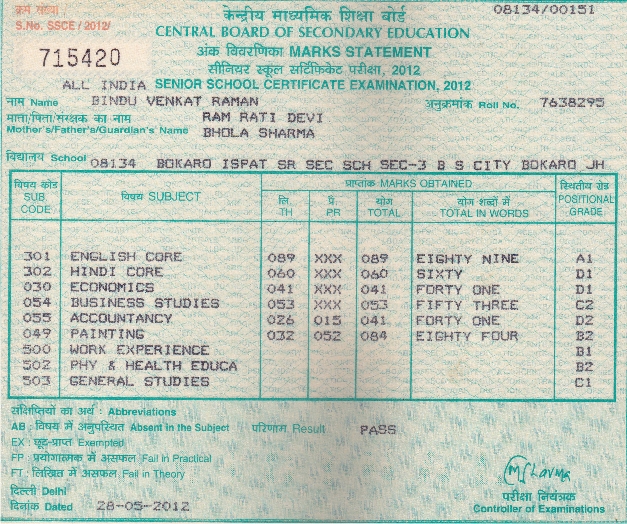 क्रम संख्या /
केन्द्रीय माध्यमिक शिक्षा बोर्ड
08134/00151
S.No. SSCE / 2012/
CENTRAL BOARD OF SECONDARY EDUCATION
715420
अंक विवरणिका MARKS STATEMENT
सीनियर स्कूल सर्टिफिकेट परीक्षा, 2012
ALL INDIA SENIOR SCHOOL CERTIFICATE EXAMINATION, 2012
नाम Name BINDU VENKAT RAMAN अनुक्रमांक Roll No. 7638295
माता/पिता/संरक्षक का नाम RAM RATI DEVI
Mother's/Father's/Guardian's Name BHOLA SHARMA
विद्यालय School 08134 BOKARO ISPAT SR SEC SCH SEC-3 B S CITY BOKARO JH
विषय कोड SUB CODE
विषय SUBJECT
प्राप्तांक MARKS OBTAINED
लि. TH
प्रै. PR
योग TOTAL
योग शब्दों में TOTAL IN WORDS
स्थितीय ग्रेड POSITIONAL GRADE
301 ENGLISH CORE 089 XXX 089 EIGHTY NINE A1
302 HINDI CORE 060 XXX 060 SIXTY D1
030 ECONOMICS 041 XXX 041 FORTY ONE D1
054 BUSINESS STUDIES 053 XXX 053 FIFTY THREE C2
055 ACCOUNTANCY 026 015 041 FORTY ONE D2
049 PAINTING 032 052 084 EIGHTY FOUR B2
500 WORK EXPERIENCE B1
502 PHY & HEALTH EDUCA B2
503 GENERAL STUDIES C1
संक्षिप्तियों का अर्थ : Abbreviations
AB : विषय में अनुपस्थित Absent in the Subject परिणाम Result PASS
EX : छूट-प्राप्त Exempted
FP : प्रयोगात्मक में असफल Fail in Practical
FT : लिखित में असफल Fail in Theory
दिल्ली Delhi
परीक्षा नियंत्रक
दिनांक Dated 28-05-2012
Controller of Examinations